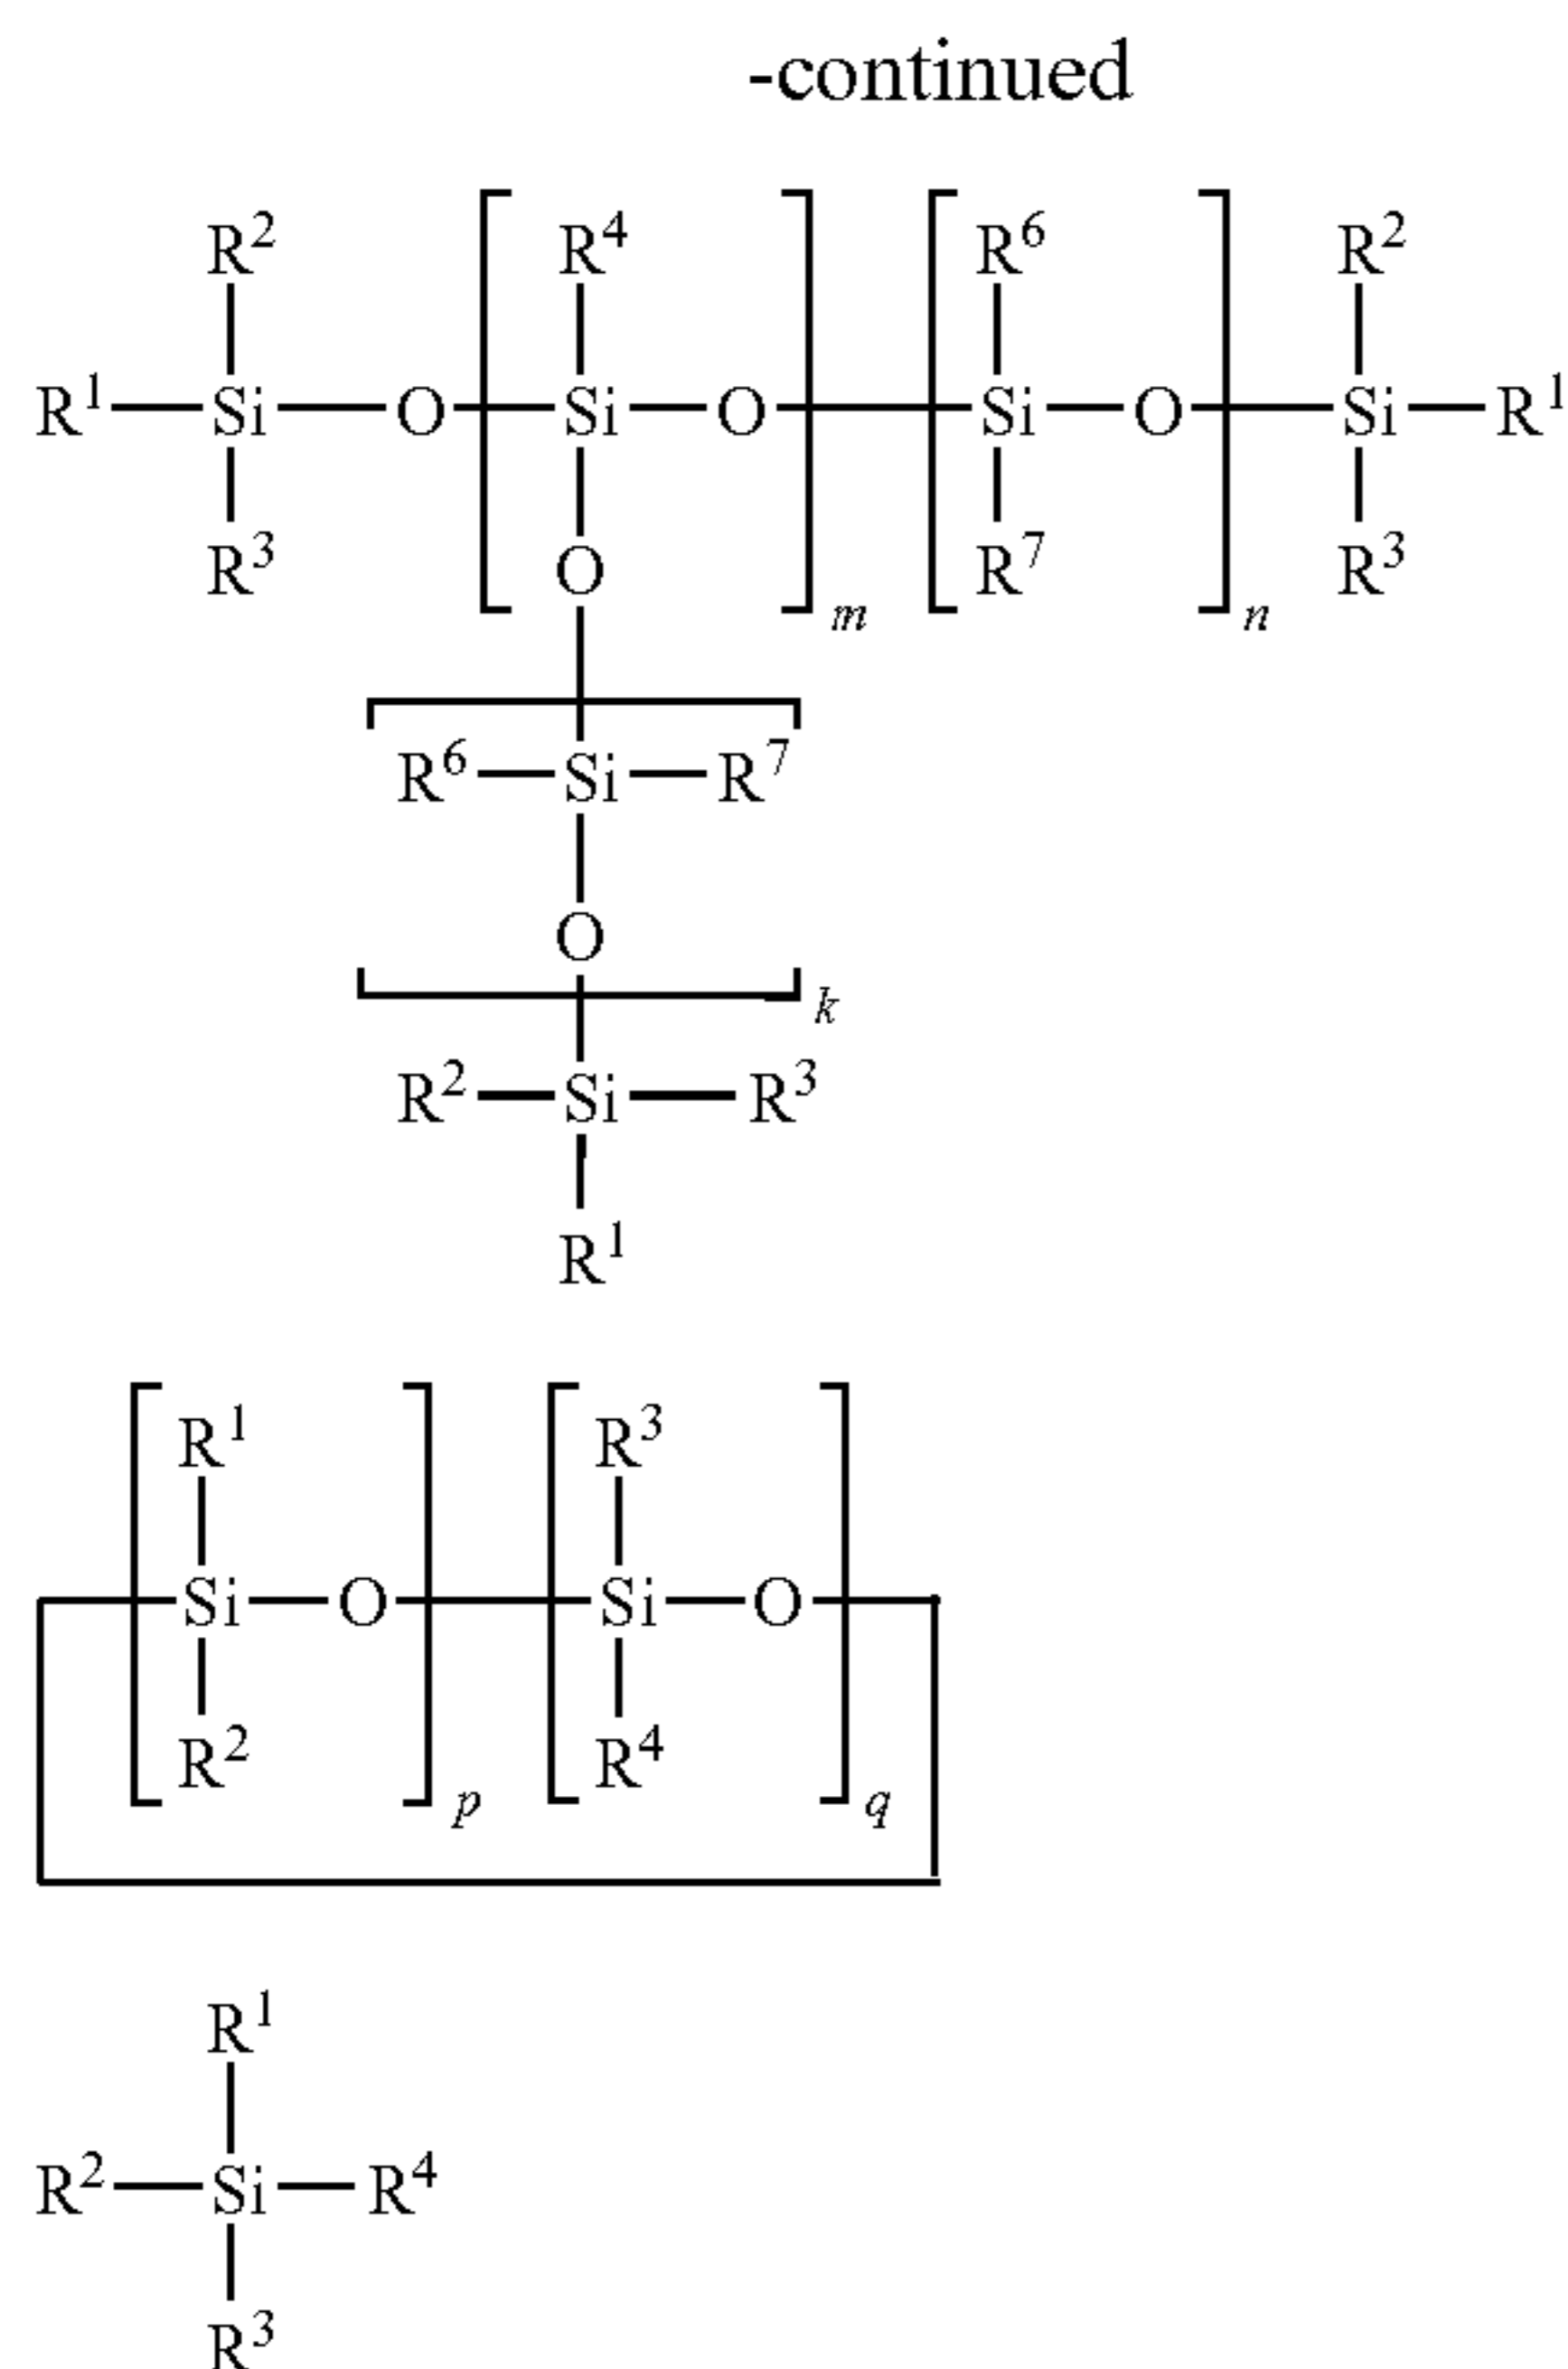 -continued
R² R⁴ R⁶ R²
R¹ Si O Si O Si O Si R¹
R³ O R⁷ R³
m n
R⁶ Si R⁷
O
k
R² Si R³
R¹
R¹ R³
Si O Si O
R² R⁴
p q
R¹
R² Si R⁴
R³